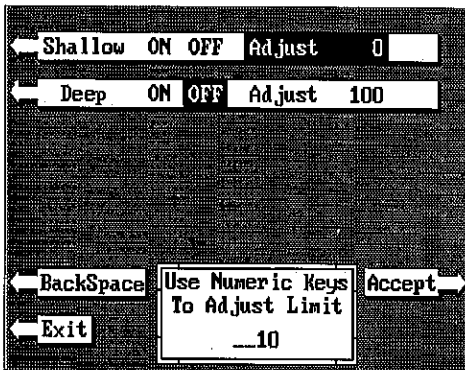 Shallow ON OFF Adjust 0
Deep ON OFF Adjust 100
BackSpace
Use Numeric Keys
To Adjust Limit
__10
Accept
Exit